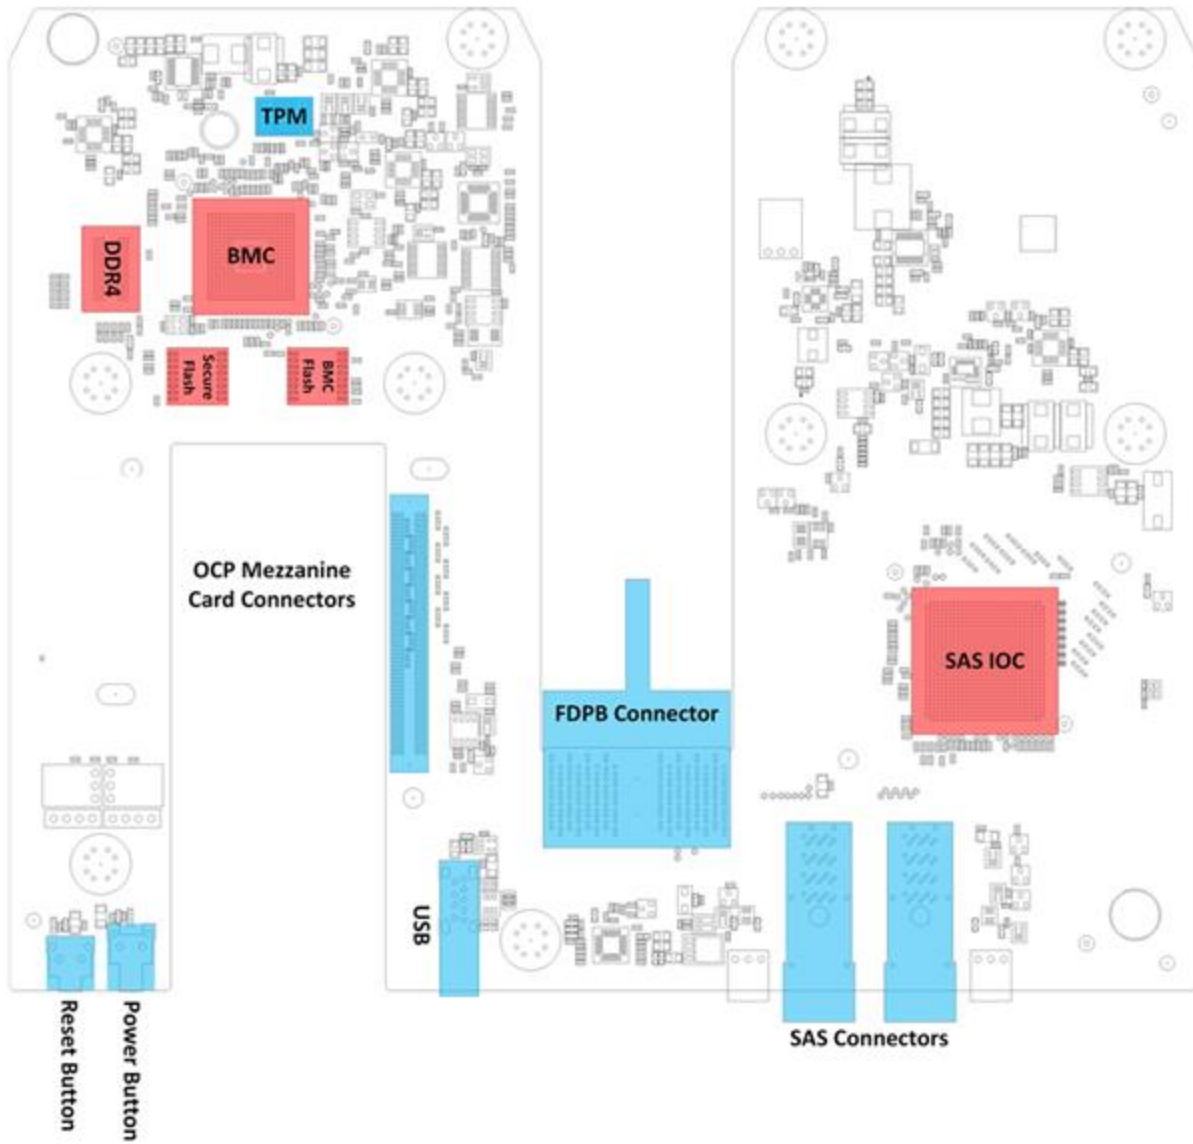 TPM
DDR4
BMC
Secure
Flash
BMC
Flash
OCP Mezzanine
Card Connectors
SAS IOC
FDPB Connector
USB
Reset Button
Power Button
SAS Connectors